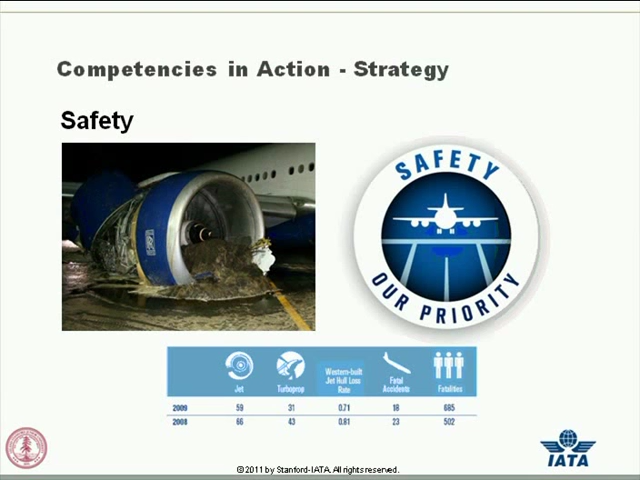 Competencies in Action - Strategy
Safety
SAFETY
OUR PRIORITY
Jet
Turboprop
Western-built
Jet Hull Loss
Rate
Fatal
Accidents
Fatalities
2009 59 31 0.71 18 685
2008 66 43 0.81 23 502
IATA
© 2011 by Stanford-IATA. All rights reserved.